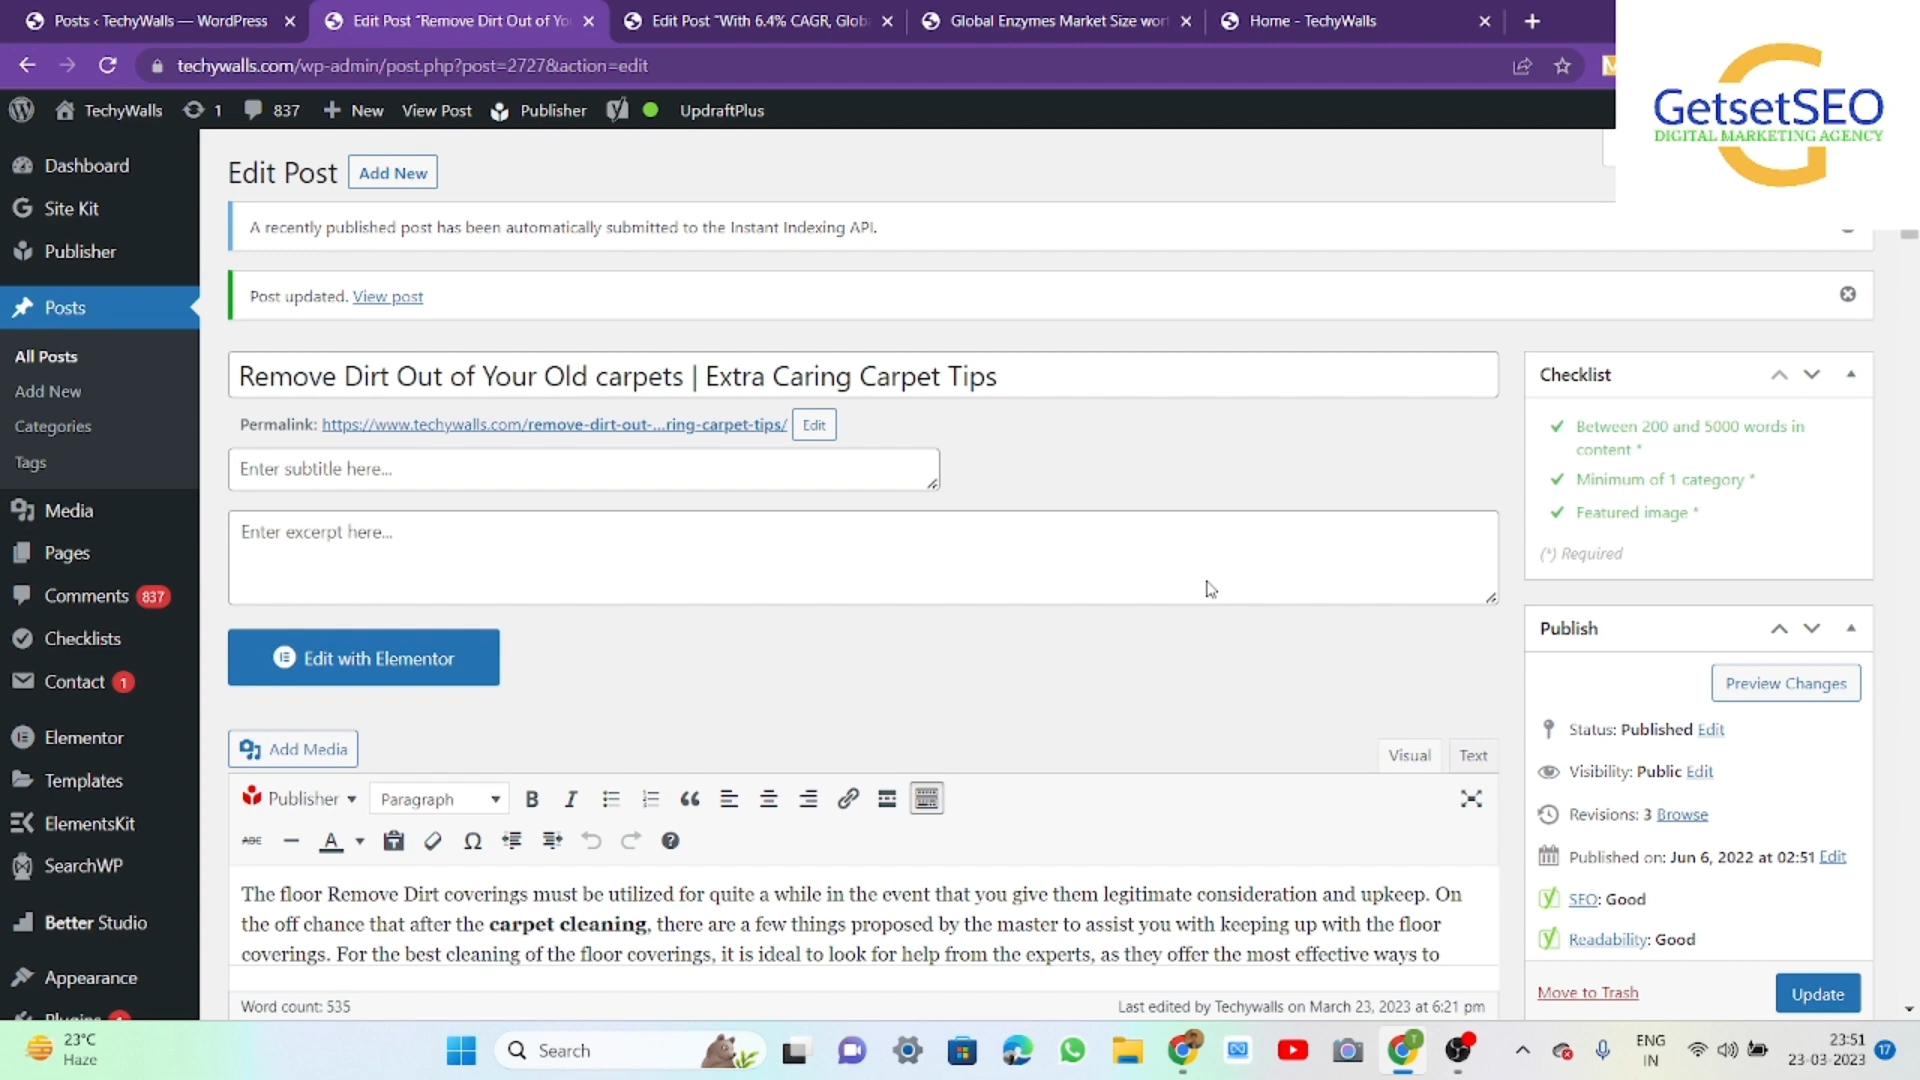 Posts ‹ TechyWalls — WordPress
Edit Post "Remove Dirt Out of Yo
Edit Post "With 6.4% CAGR, Glob
Global Enzymes Market Size wor
Home - TechyWalls
techywalls.com/wp-admin/post.php?post=2727&action=edit
GetsetSEO
DIGITAL MARKETING AGENCY
TechyWalls
1
837
New
View Post
Publisher
UpdraftPlus
Dashboard
Site Kit
Publisher
Posts
All Posts
Add New
Categories
Tags
Media
Pages
Comments 837
Checklists
Contact 1
Elementor
Templates
ElementsKit
SearchWP
Better Studio
Appearance
Edit Post
Add New
A recently published post has been automatically submitted to the Instant Indexing API.
Post updated. View post
Remove Dirt Out of Your Old carpets | Extra Caring Carpet Tips
Permalink: https://www.techywalls.com/remove-dirt-out-...ring-carpet-tips/ Edit
Enter subtitle here...
Enter excerpt here...
Edit with Elementor
Add Media
Visual
Text
Publisher
Paragraph
B I
ABC
A
Ω
The floor Remove Dirt coverings must be utilized for quite a while in the event that you give them legitimate consideration and upkeep. On
the off chance that after the carpet cleaning, there are a few things proposed by the master to assist you with keeping up with the floor
coverings. For the best cleaning of the floor coverings, it is ideal to look for help from the experts, as they offer the most effective ways to
Word count: 535
Last edited by Techywalls on March 23, 2023 at 6:21 pm
Checklist
Between 200 and 5000 words in
content *
Minimum of 1 category *
Featured image *
(*) Required
Publish
Preview Changes
Status: Published Edit
Visibility: Public Edit
Revisions: 3 Browse
Published on: Jun 6, 2022 at 02:51 Edit
SEO: Good
Readability: Good
Move to Trash
Update
23°C
Haze
Search
ENG
IN
23:51
23-03-2023
17